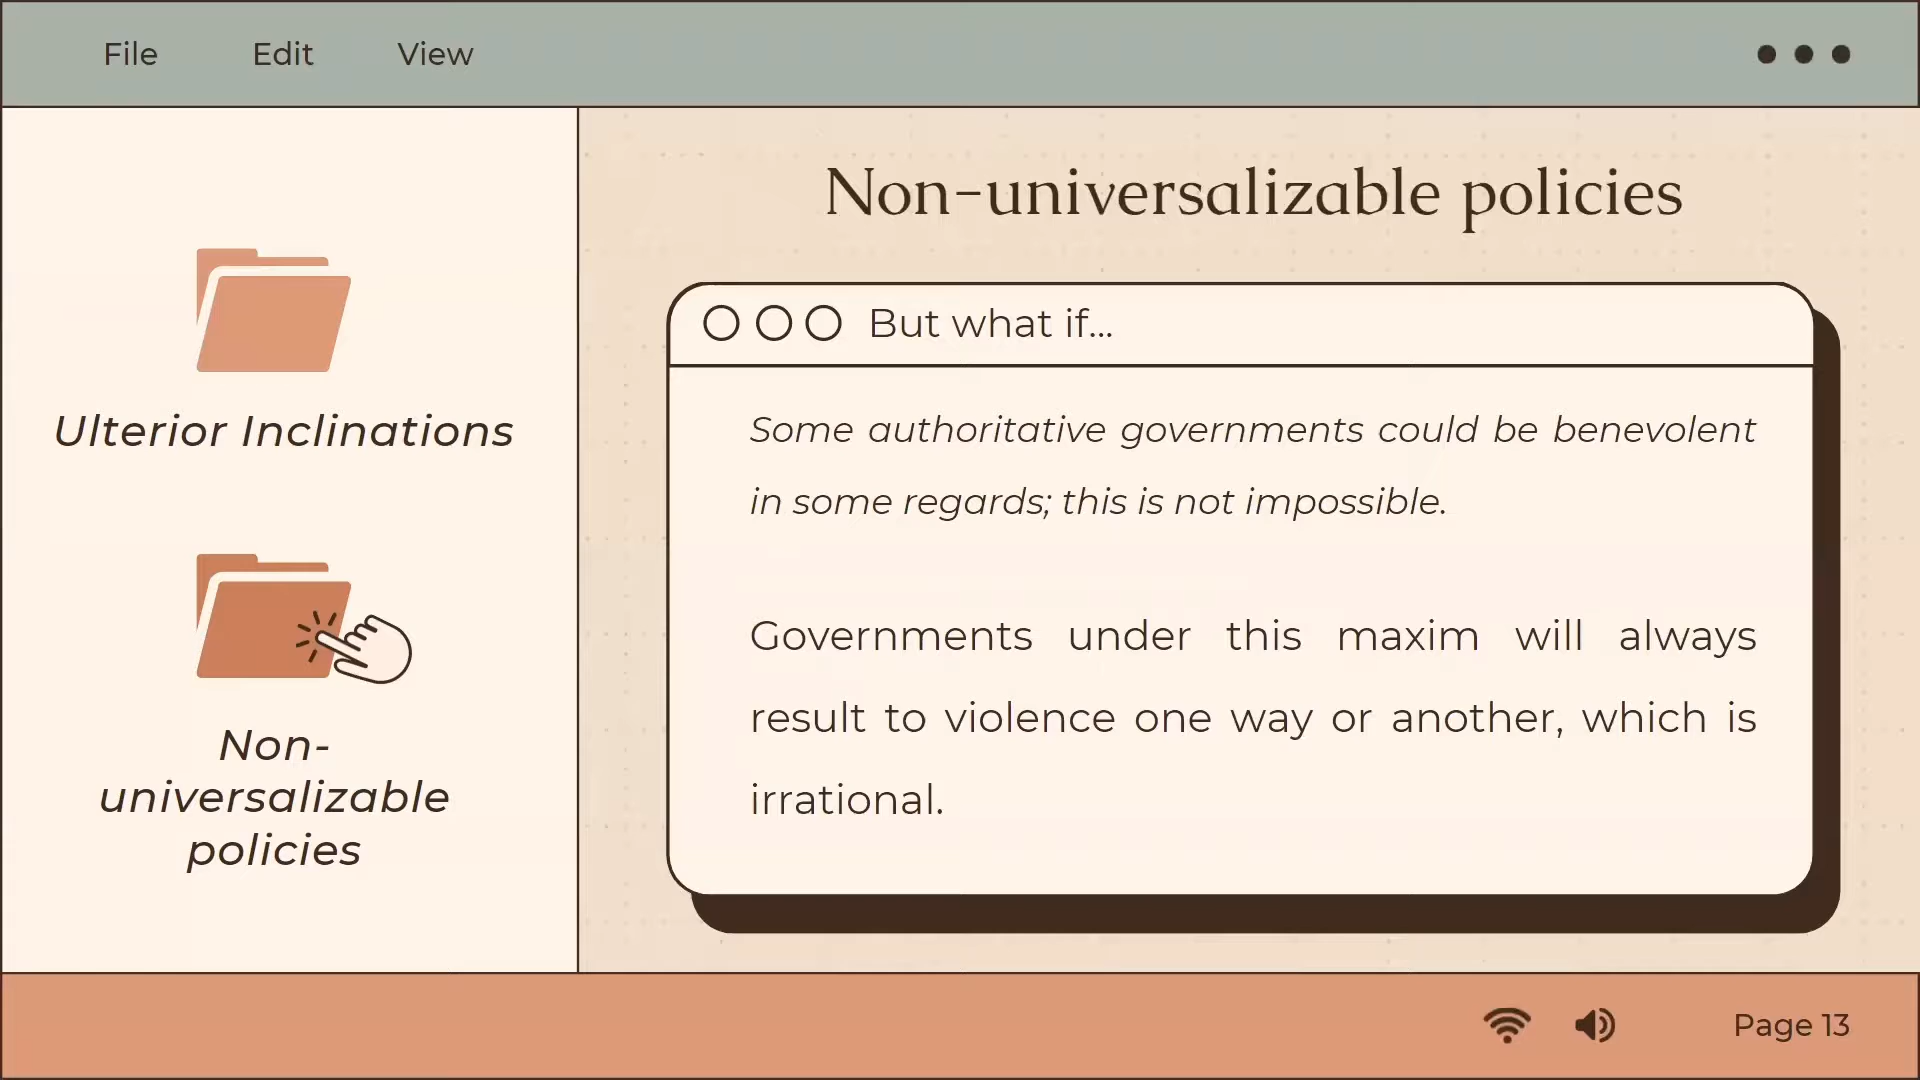 File Edit View
Ulterior Inclinations
Non-
universalizable
policies
Non-universalizable policies
But what if...
Some authoritative governments could be benevolent
in some regards; this is not impossible.
Governments under this maxim will always
result to violence one way or another, which is
irrational.
Page 13